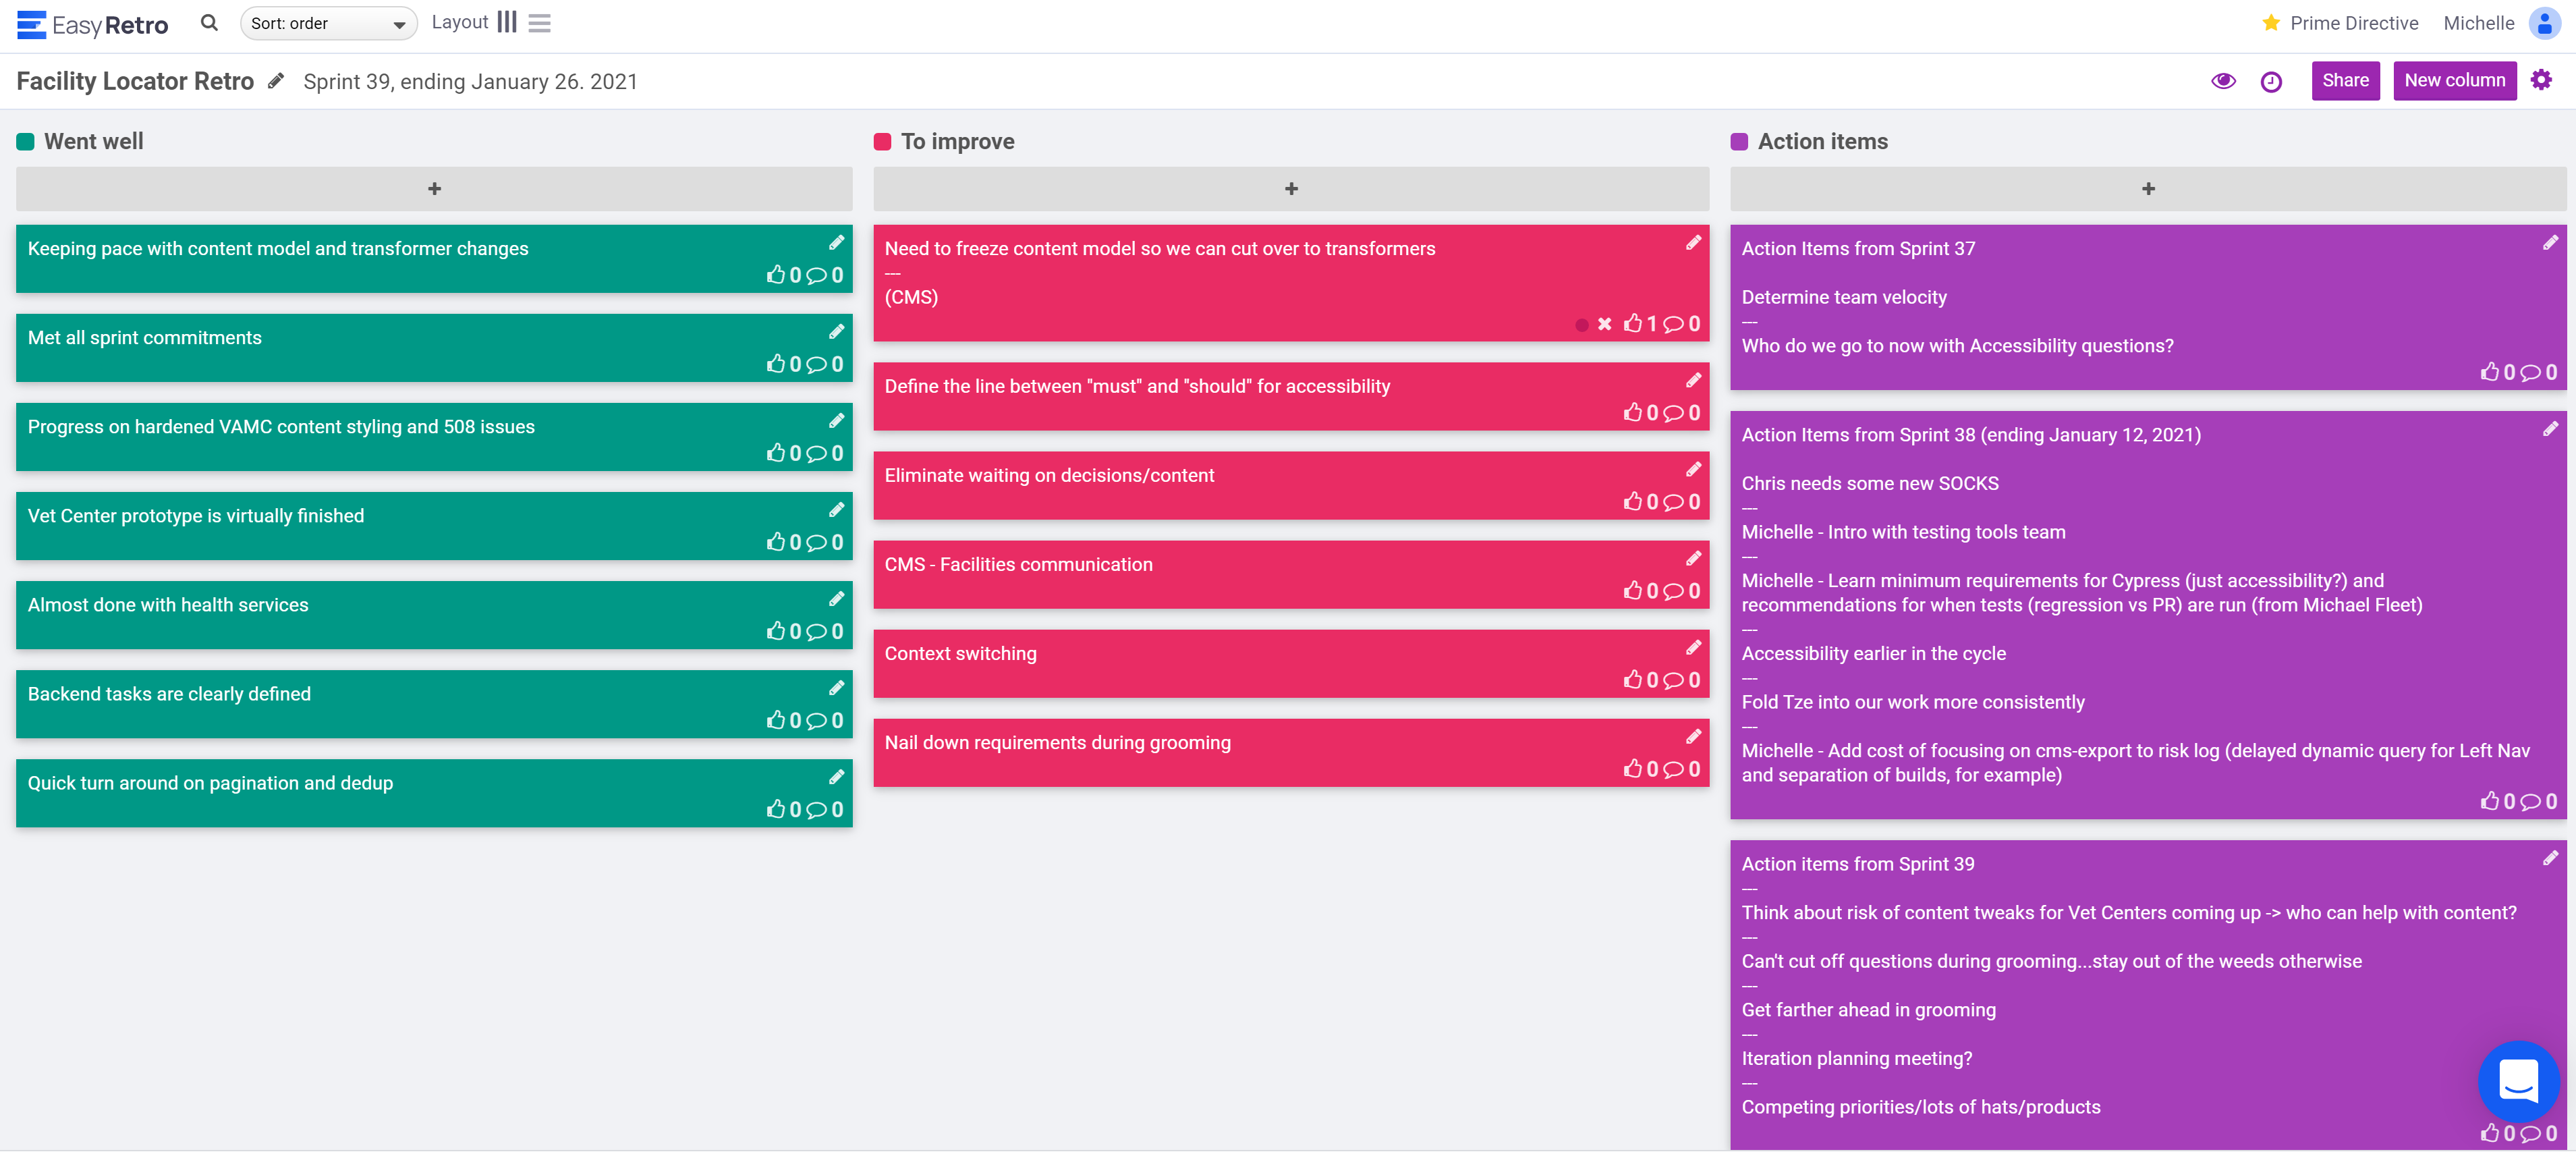 EasyRetro
Sort: order
Layout
Prime Directive
Michelle
Facility Locator Retro
Sprint 39, ending January 26. 2021
Share
New column
Went well
+
Keeping pace with content model and transformer changes
0 0
Met all sprint commitments
0 0
Progress on hardened VAMC content styling and 508 issues
0 0
Vet Center prototype is virtually finished
0 0
Almost done with health services
0 0
Backend tasks are clearly defined
0 0
Quick turn around on pagination and dedup
0 0
To improve
+
Need to freeze content model so we can cut over to transformers
---
(CMS)
1 0
Define the line between "must" and "should" for accessibility
0 0
Eliminate waiting on decisions/content
0 0
CMS - Facilities communication
0 0
Context switching
0 0
Nail down requirements during grooming
0 0
Action items
+
Action Items from Sprint 37
Determine team velocity
---
Who do we go to now with Accessibility questions?
0 0
Action Items from Sprint 38 (ending January 12, 2021)
Chris needs some new SOCKS
---
Michelle - Intro with testing tools team
---
Michelle - Learn minimum requirements for Cypress (just accessibility?) and
recommendations for when tests (regression vs PR) are run (from Michael Fleet)
---
Accessibility earlier in the cycle
---
Fold Tze into our work more consistently
---
Michelle - Add cost of focusing on cms-export to risk log (delayed dynamic query for Left Nav
and separation of builds, for example)
0 0
Action items from Sprint 39
---
Think about risk of content tweaks for Vet Centers coming up -> who can help with content?
---
Can't cut off questions during grooming...stay out of the weeds otherwise
---
Get farther ahead in grooming
---
Iteration planning meeting?
---
Competing priorities/lots of hats/products
0 0